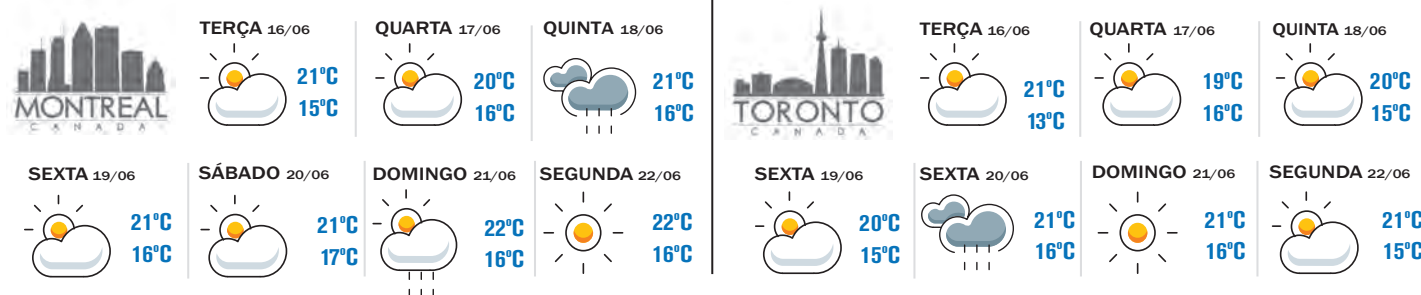 MONTREAL
CANADA
TERÇA 16/06
21ºC
15ºC
QUARTA 17/06
20ºC
16ºC
QUINTA 18/06
21ºC
16ºC
SEXTA 19/06
21ºC
16ºC
SÁBADO 20/06
21ºC
17ºC
DOMINGO 21/06
22ºC
16ºC
SEGUNDA 22/06
22ºC
16ºC
TORONTO
CANADA
TERÇA 16/06
21ºC
13ºC
QUARTA 17/06
19ºC
16ºC
QUINTA 18/06
20ºC
15ºC
SEXTA 19/06
20ºC
15ºC
SEXTA 20/06
21ºC
16ºC
DOMINGO 21/06
21ºC
16ºC
SEGUNDA 22/06
21ºC
15ºC